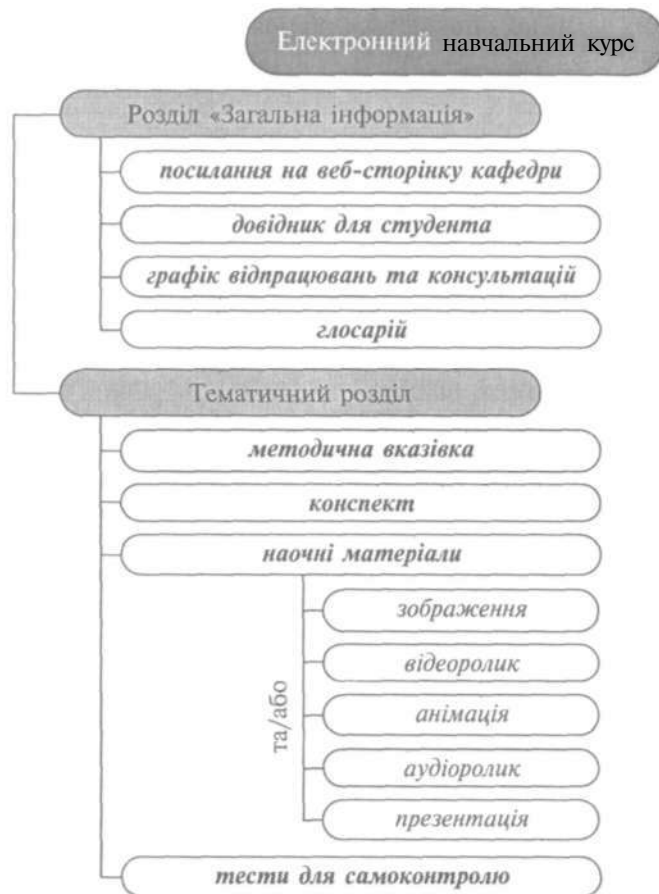 Електронний навчальний курс
Розділ «Загальна інформація»
посилання на веб-сторінку кафедри
довідник для студента
графік відпрацювань та консультацій
глосарій
Тематичний розділ
методична вказівка
конспект
наочні матеріали
та/або
зображення
відеоролик
анімація
аудіоролик
презентація
тести для самоконтролю